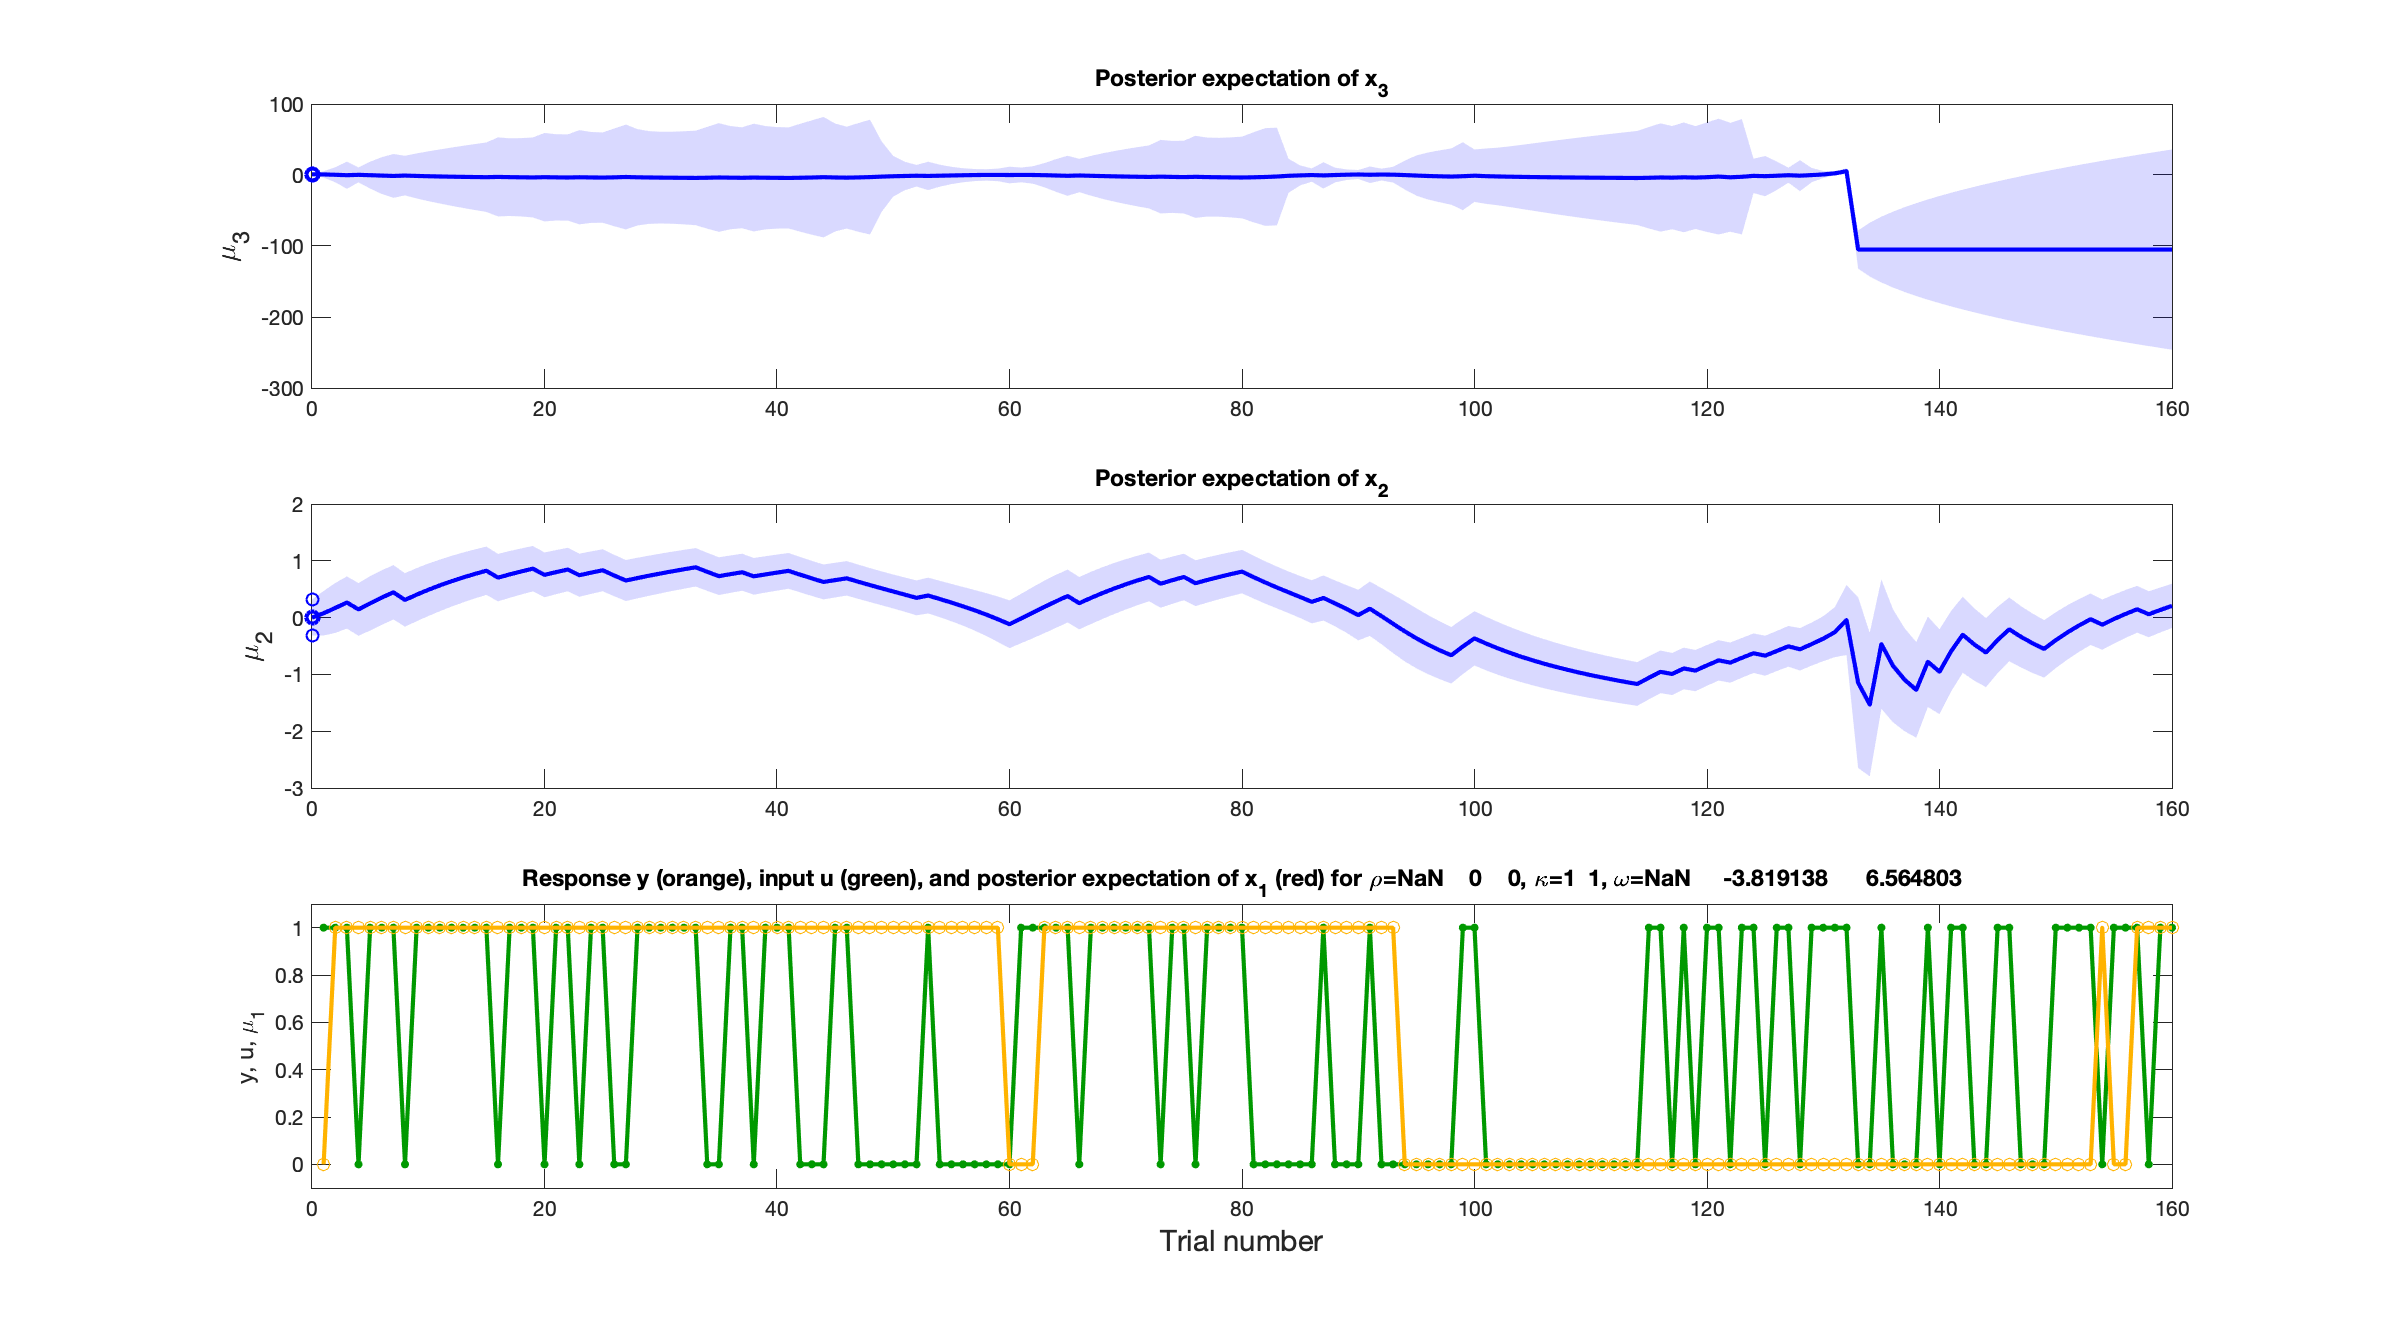 Posterior expectation of x₃
100
0
-100
-200
-300
μ₃
0 20 40 60 80 100 120 140 160
Posterior expectation of x₂
2
1
0
-1
-2
-3
μ₂
0 20 40 60 80 100 120 140 160
Response y (orange), input u (green), and posterior expectation of x₁ (red) for ρ=NaN 0 0, κ=1 1, ω=NaN -3.819138 6.564803
1
0.8
0.6
0.4
0.2
0
y, u, μ₁
0 20 40 60 80 100 120 140 160
Trial number